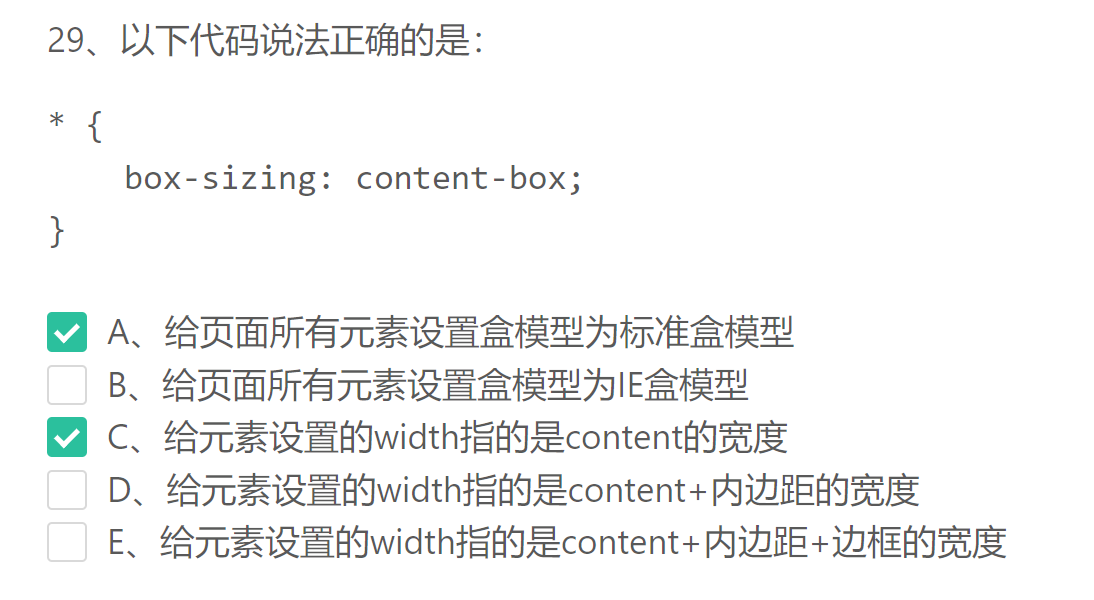 29、以下代码说法正确的是：
* {
box-sizing: content-box;
}
A、给页面所有元素设置盒模型为标准盒模型
B、给页面所有元素设置盒模型为IE盒模型
C、给元素设置的width指的是content的宽度
D、给元素设置的width指的是content+内边距的宽度
E、给元素设置的width指的是content+内边距+边框的宽度